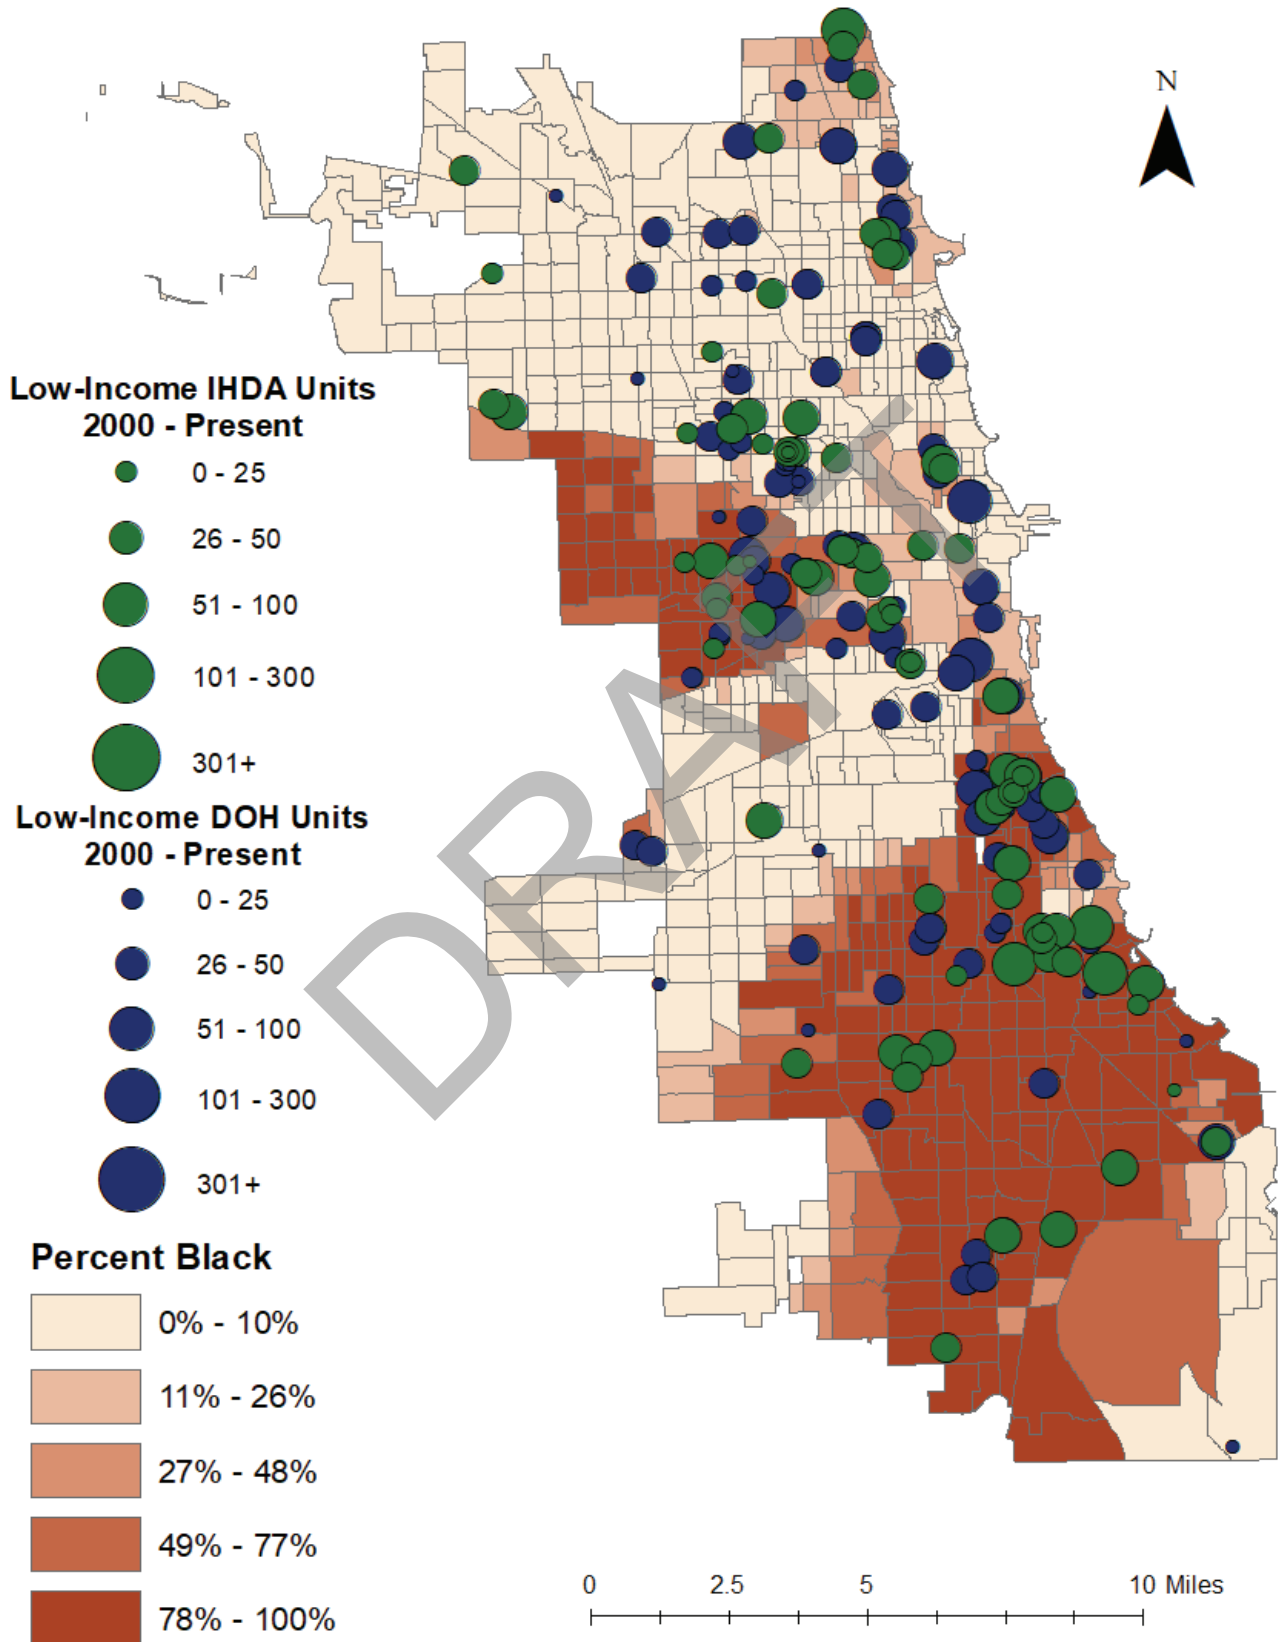 N
Low-Income IHDA Units
2000 - Present
0 - 25
26 - 50
51 - 100
101 - 300
301+
Low-Income DOH Units
2000 - Present
0 - 25
26 - 50
51 - 100
101 - 300
301+
Percent Black
0% - 10%
11% - 26%
27% - 48%
49% - 77%
78% - 100%
DRAFT
0 2.5 5 10 Miles